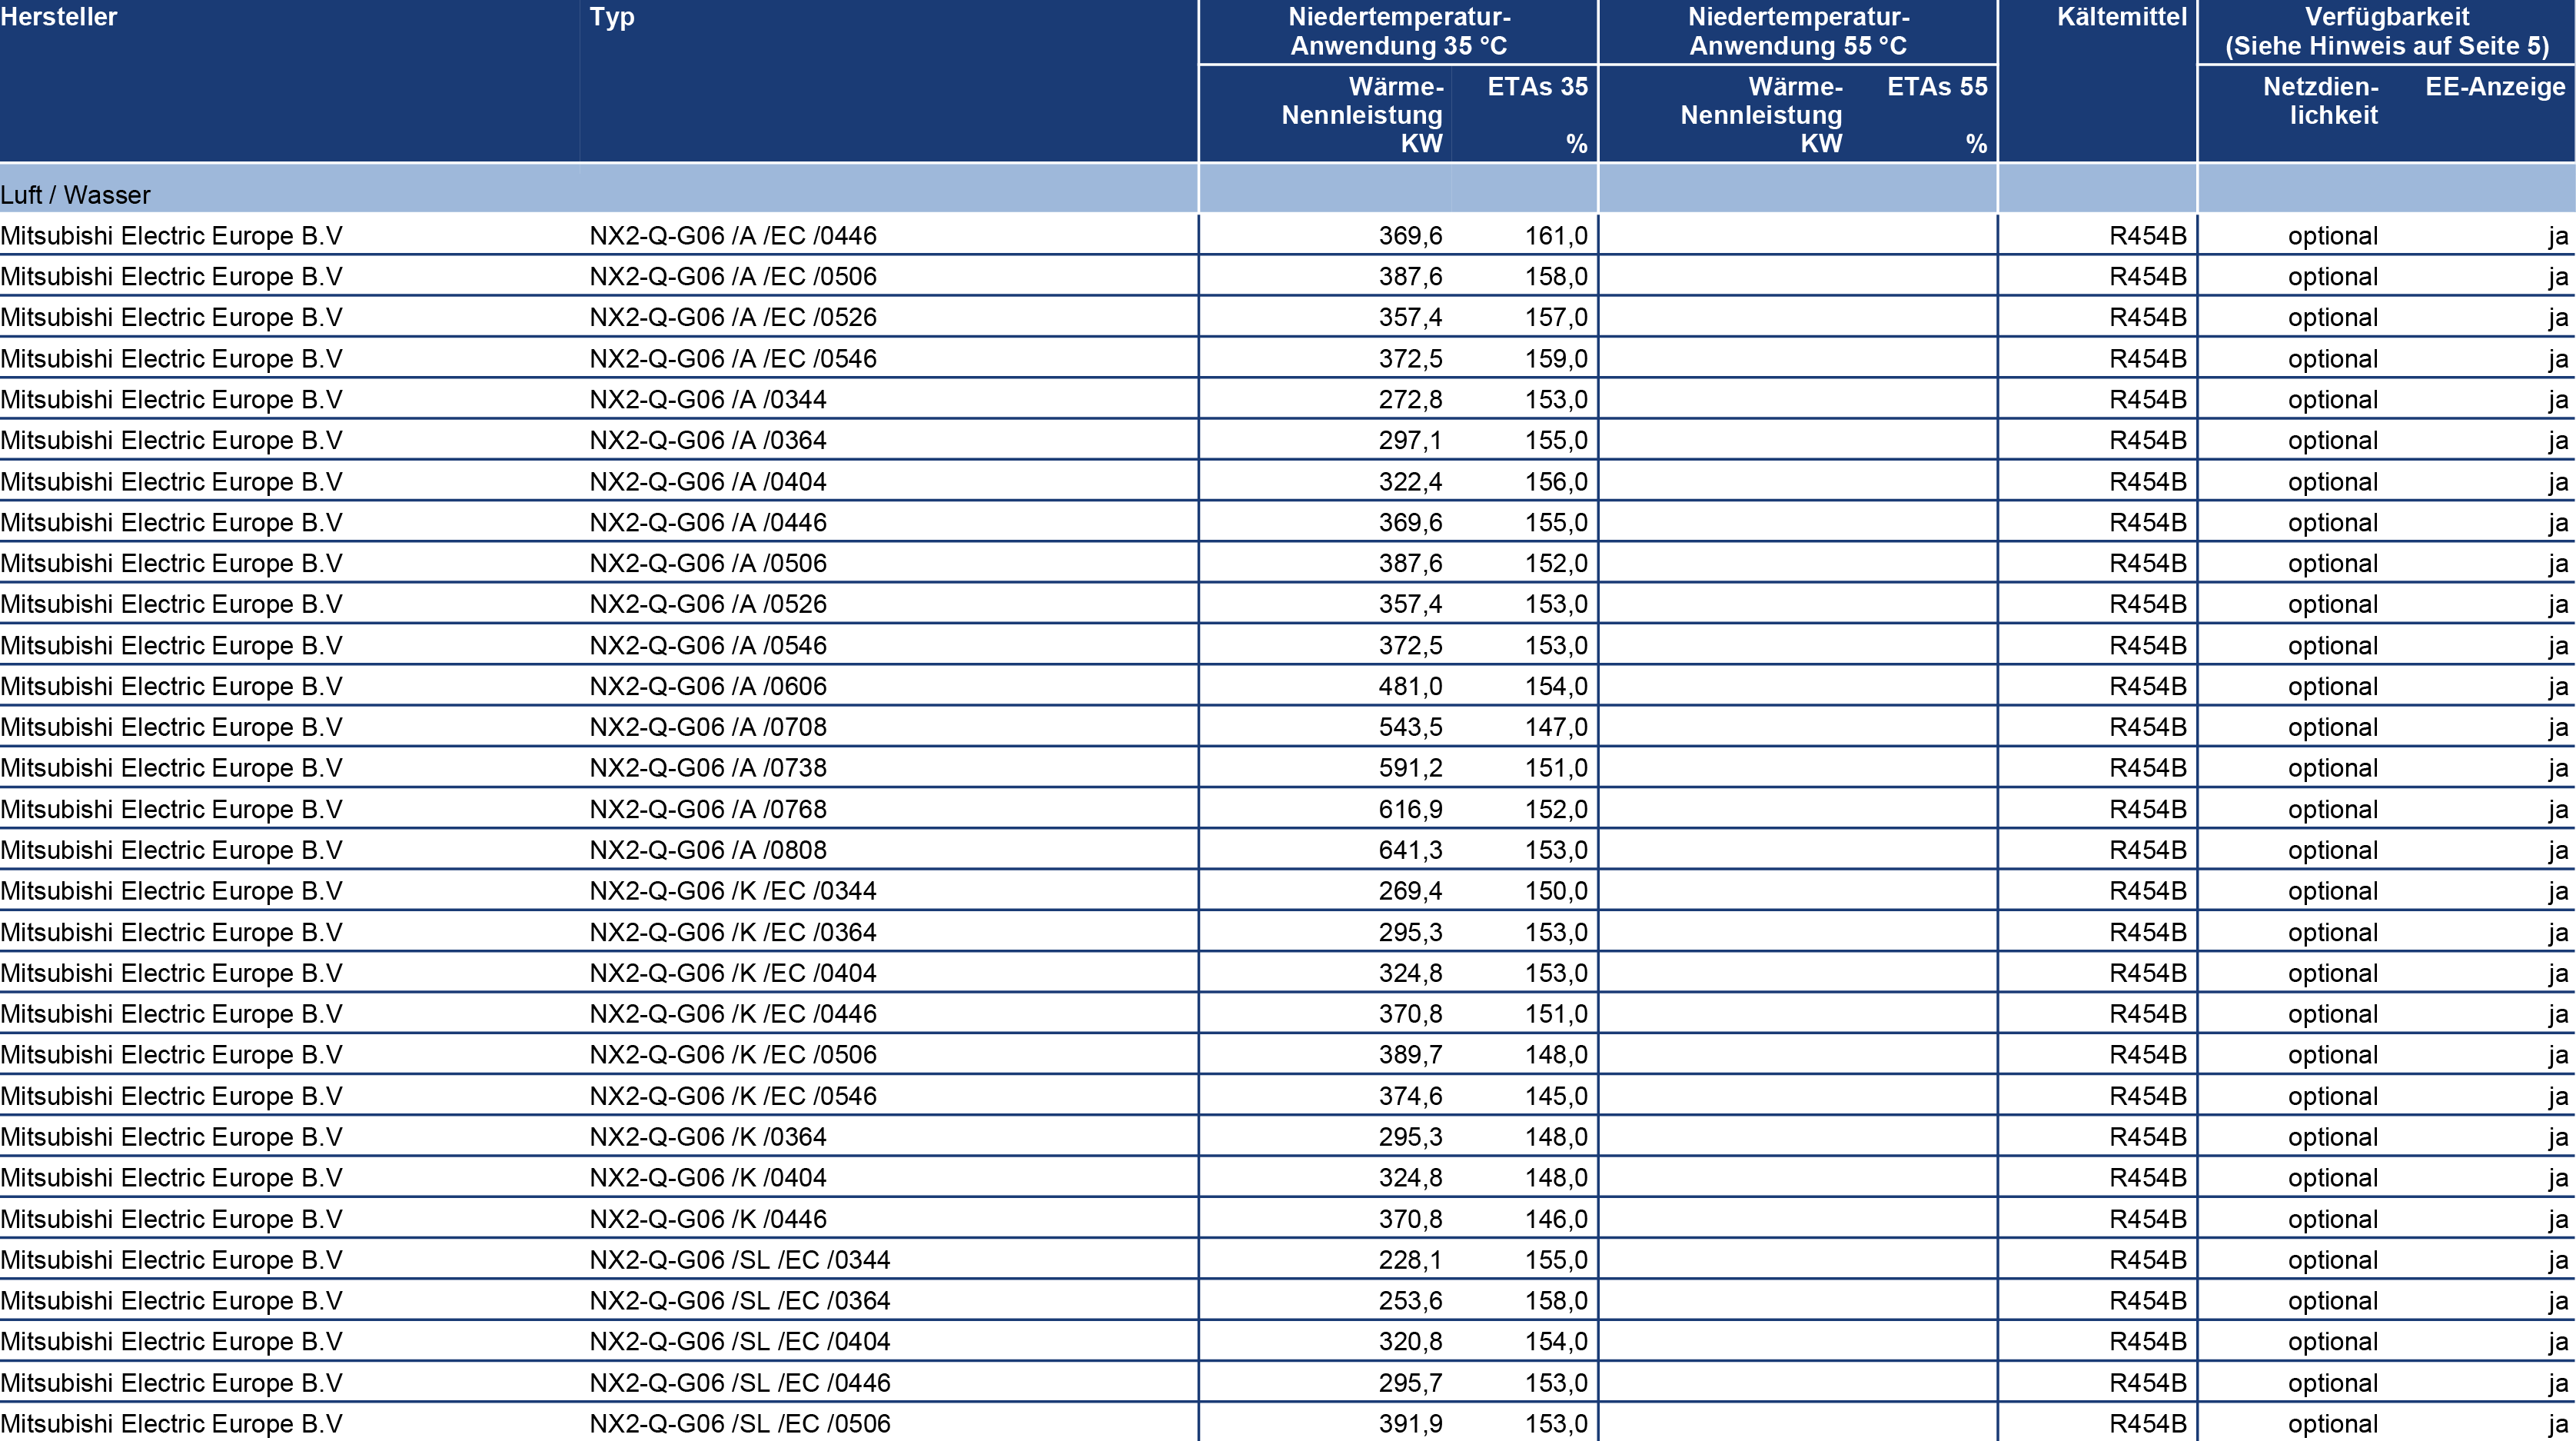 Hersteller Typ Niedertemperatur- Niedertemperatur- Kältemittel Verfügbarkeit
Anwendung 35 °C Anwendung 55 °C (Siehe Hinweis auf Seite 5)
Wärme- ETAs 35 Wärme- ETAs 55 Netzdien- EE-Anzeige
Nennleistung Nennleistung lichkeit
KW % KW %
Luft / Wasser
Mitsubishi Electric Europe B.V NX2-Q-G06 /A /EC /0446 369,6 161,0 R454B optional ja
Mitsubishi Electric Europe B.V NX2-Q-G06 /A /EC /0506 387,6 158,0 R454B optional ja
Mitsubishi Electric Europe B.V NX2-Q-G06 /A /EC /0526 357,4 157,0 R454B optional ja
Mitsubishi Electric Europe B.V NX2-Q-G06 /A /EC /0546 372,5 159,0 R454B optional ja
Mitsubishi Electric Europe B.V NX2-Q-G06 /A /0344 272,8 153,0 R454B optional ja
Mitsubishi Electric Europe B.V NX2-Q-G06 /A /0364 297,1 155,0 R454B optional ja
Mitsubishi Electric Europe B.V NX2-Q-G06 /A /0404 322,4 156,0 R454B optional ja
Mitsubishi Electric Europe B.V NX2-Q-G06 /A /0446 369,6 155,0 R454B optional ja
Mitsubishi Electric Europe B.V NX2-Q-G06 /A /0506 387,6 152,0 R454B optional ja
Mitsubishi Electric Europe B.V NX2-Q-G06 /A /0526 357,4 153,0 R454B optional ja
Mitsubishi Electric Europe B.V NX2-Q-G06 /A /0546 372,5 153,0 R454B optional ja
Mitsubishi Electric Europe B.V NX2-Q-G06 /A /0606 481,0 154,0 R454B optional ja
Mitsubishi Electric Europe B.V NX2-Q-G06 /A /0708 543,5 147,0 R454B optional ja
Mitsubishi Electric Europe B.V NX2-Q-G06 /A /0738 591,2 151,0 R454B optional ja
Mitsubishi Electric Europe B.V NX2-Q-G06 /A /0768 616,9 152,0 R454B optional ja
Mitsubishi Electric Europe B.V NX2-Q-G06 /A /0808 641,3 153,0 R454B optional ja
Mitsubishi Electric Europe B.V NX2-Q-G06 /K /EC /0344 269,4 150,0 R454B optional ja
Mitsubishi Electric Europe B.V NX2-Q-G06 /K /EC /0364 295,3 153,0 R454B optional ja
Mitsubishi Electric Europe B.V NX2-Q-G06 /K /EC /0404 324,8 153,0 R454B optional ja
Mitsubishi Electric Europe B.V NX2-Q-G06 /K /EC /0446 370,8 151,0 R454B optional ja
Mitsubishi Electric Europe B.V NX2-Q-G06 /K /EC /0506 389,7 148,0 R454B optional ja
Mitsubishi Electric Europe B.V NX2-Q-G06 /K /EC /0546 374,6 145,0 R454B optional ja
Mitsubishi Electric Europe B.V NX2-Q-G06 /K /0364 295,3 148,0 R454B optional ja
Mitsubishi Electric Europe B.V NX2-Q-G06 /K /0404 324,8 148,0 R454B optional ja
Mitsubishi Electric Europe B.V NX2-Q-G06 /K /0446 370,8 146,0 R454B optional ja
Mitsubishi Electric Europe B.V NX2-Q-G06 /SL /EC /0344 228,1 155,0 R454B optional ja
Mitsubishi Electric Europe B.V NX2-Q-G06 /SL /EC /0364 253,6 158,0 R454B optional ja
Mitsubishi Electric Europe B.V NX2-Q-G06 /SL /EC /0404 320,8 154,0 R454B optional ja
Mitsubishi Electric Europe B.V NX2-Q-G06 /SL /EC /0446 295,7 153,0 R454B optional ja
Mitsubishi Electric Europe B.V NX2-Q-G06 /SL /EC /0506 391,9 153,0 R454B optional ja